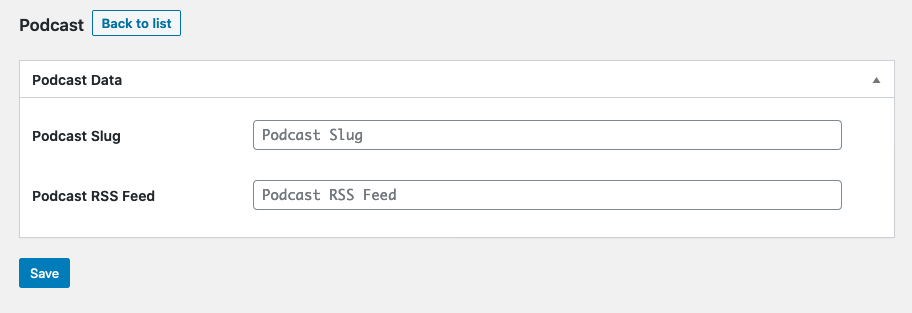 Podcast Back to list
Podcast Data
Podcast Slug Podcast Slug
Podcast RSS Feed Podcast RSS Feed
Save